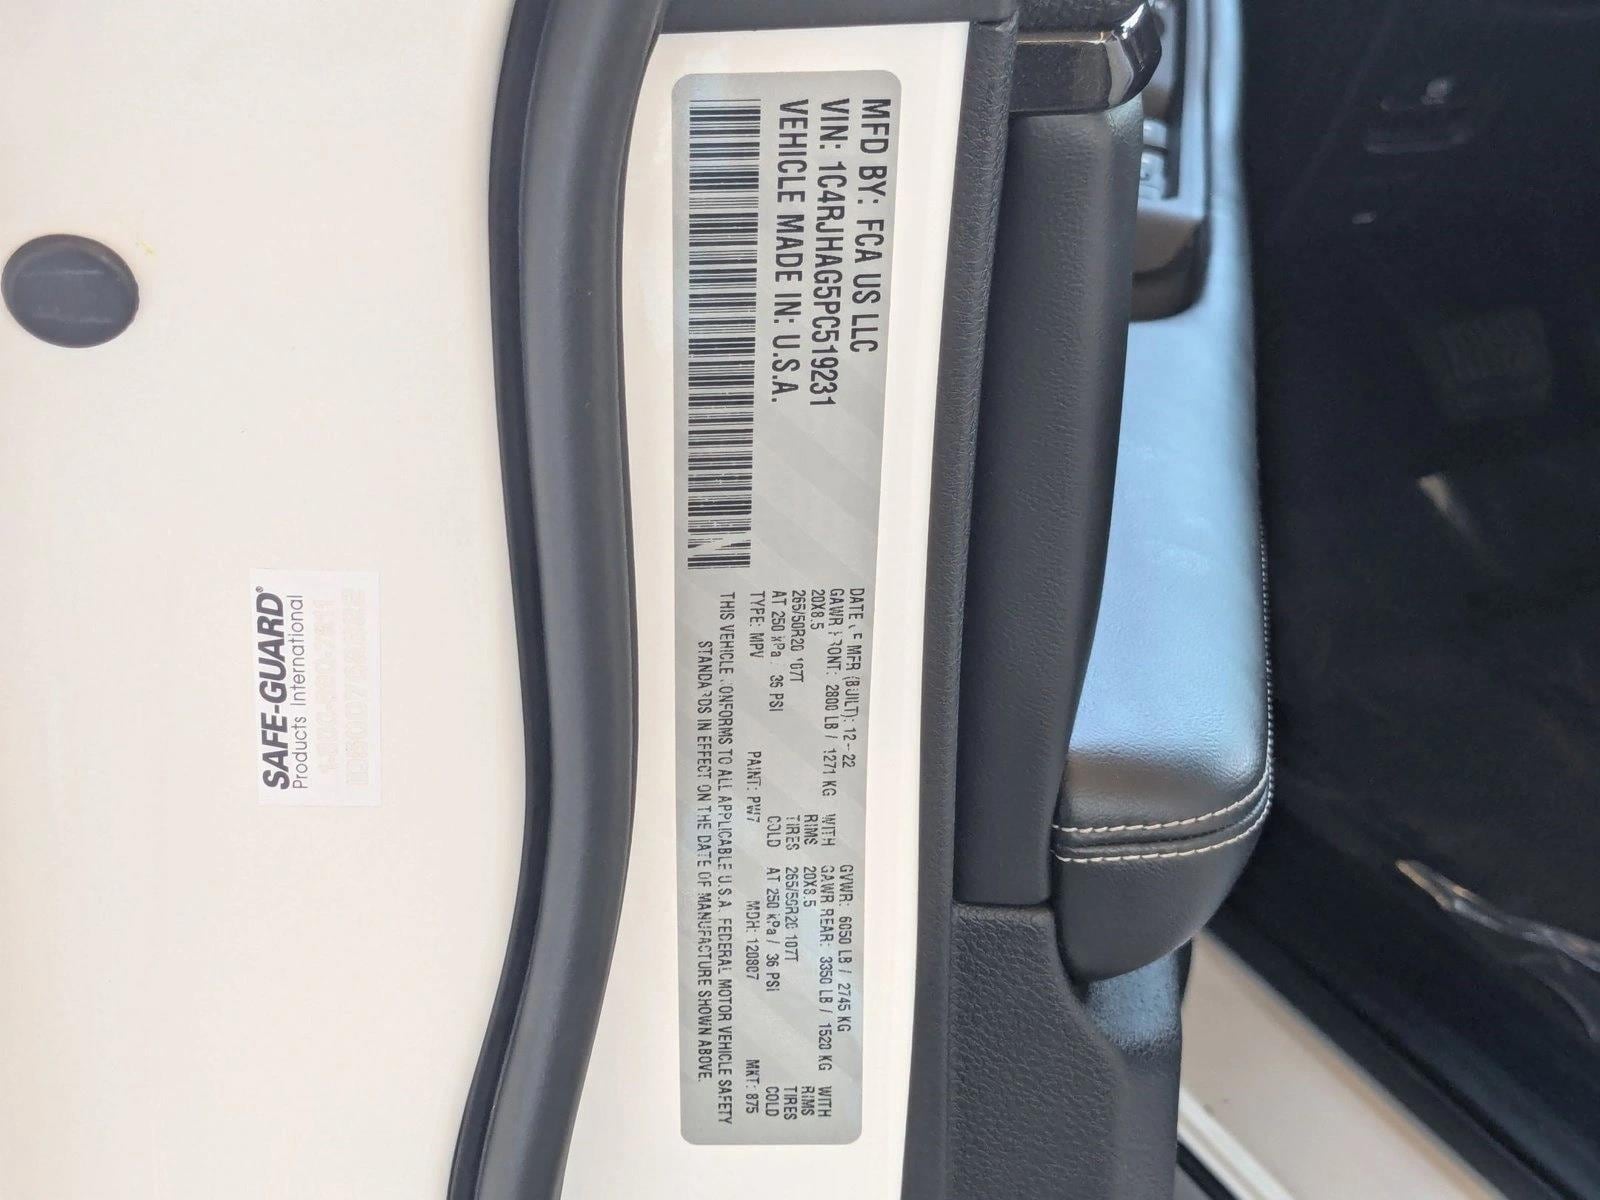 MFD BY: FCA US LLC
VIN: 1C4RJHAG5PC519231
VEHICLE MADE IN: U.S.A.
DATE OF MFR (BUILT): 12-22 GVWR: 6050 LB / 2745 KG
GAWR FRONT: 2800 LB / 1271 KG WITH GAWR REAR: 3350 LB / 1520 KG WITH
20X8.5 RIMS 20X8.5 RIMS
265/50R20 107T TIRES 265/50R20 107T TIRES
AT 250 kPa / 36 PSI COLD AT 250 kPa / 36 PSI COLD
TYPE: MPV PAINT: PW7 MDH: 120807 MKT: 875
THIS VEHICLE CONFORMS TO ALL APPLICABLE U.S.A. FEDERAL MOTOR VEHICLE SAFETY
STANDARDS IN EFFECT ON THE DATE OF MANUFACTURE SHOWN ABOVE.
SAFE-GUARD®
Products International